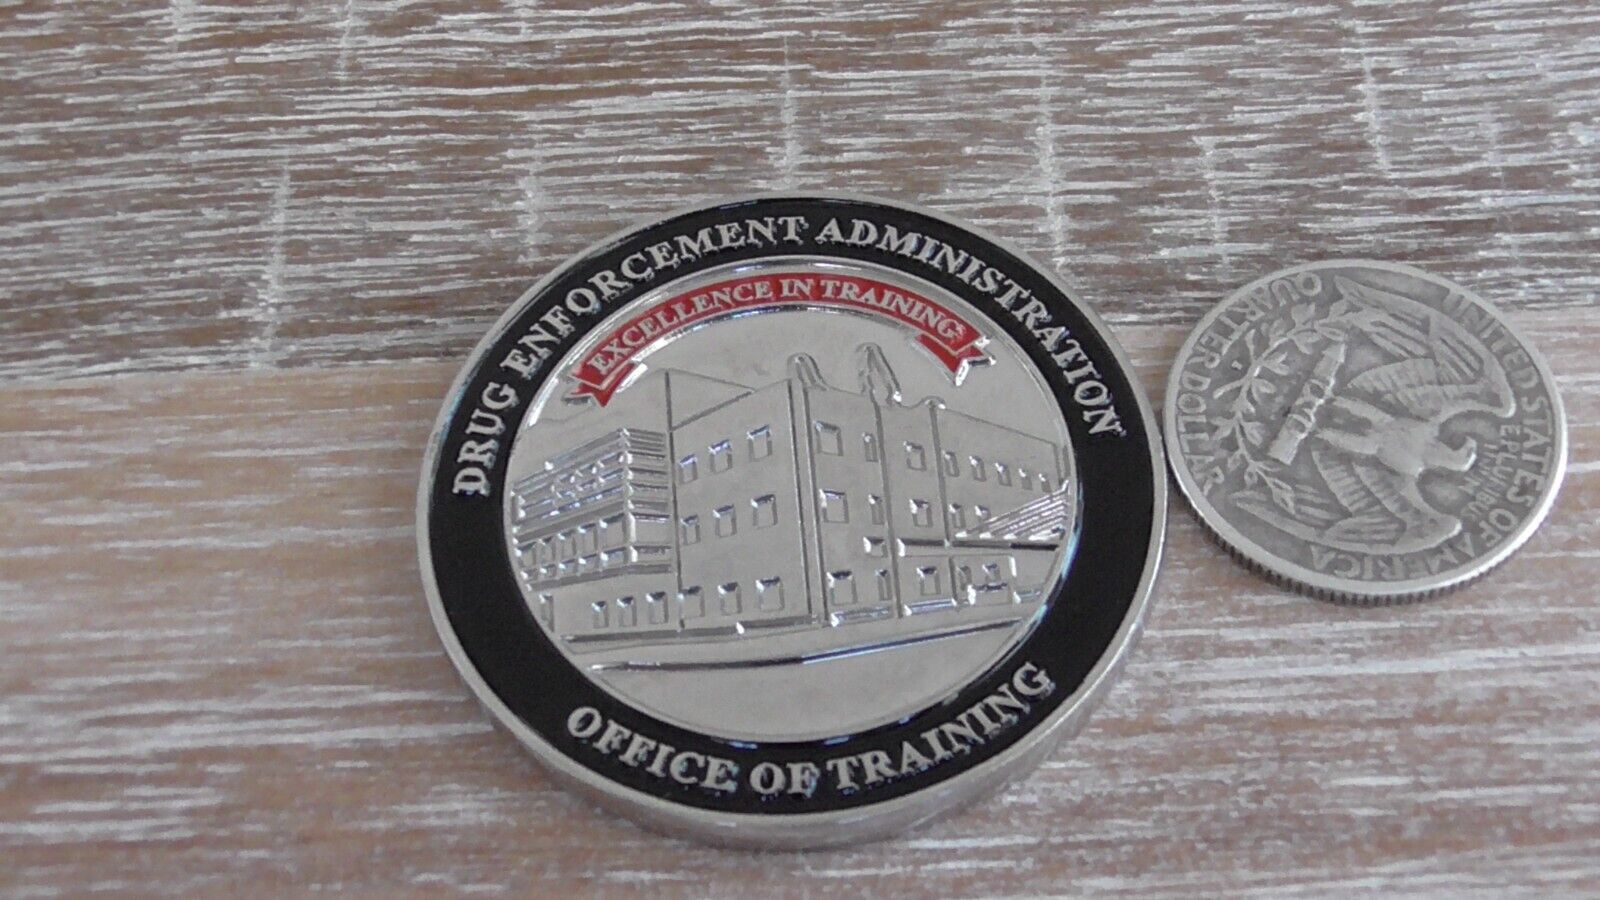 DRUG ENFORCEMENT ADMINISTRATION
EXCELLENCE IN TRAINING
OFFICE OF TRAINING
UNITED STATES OF AMERICA
E PLURIBUS
UNUM
QUARTER DOLLAR